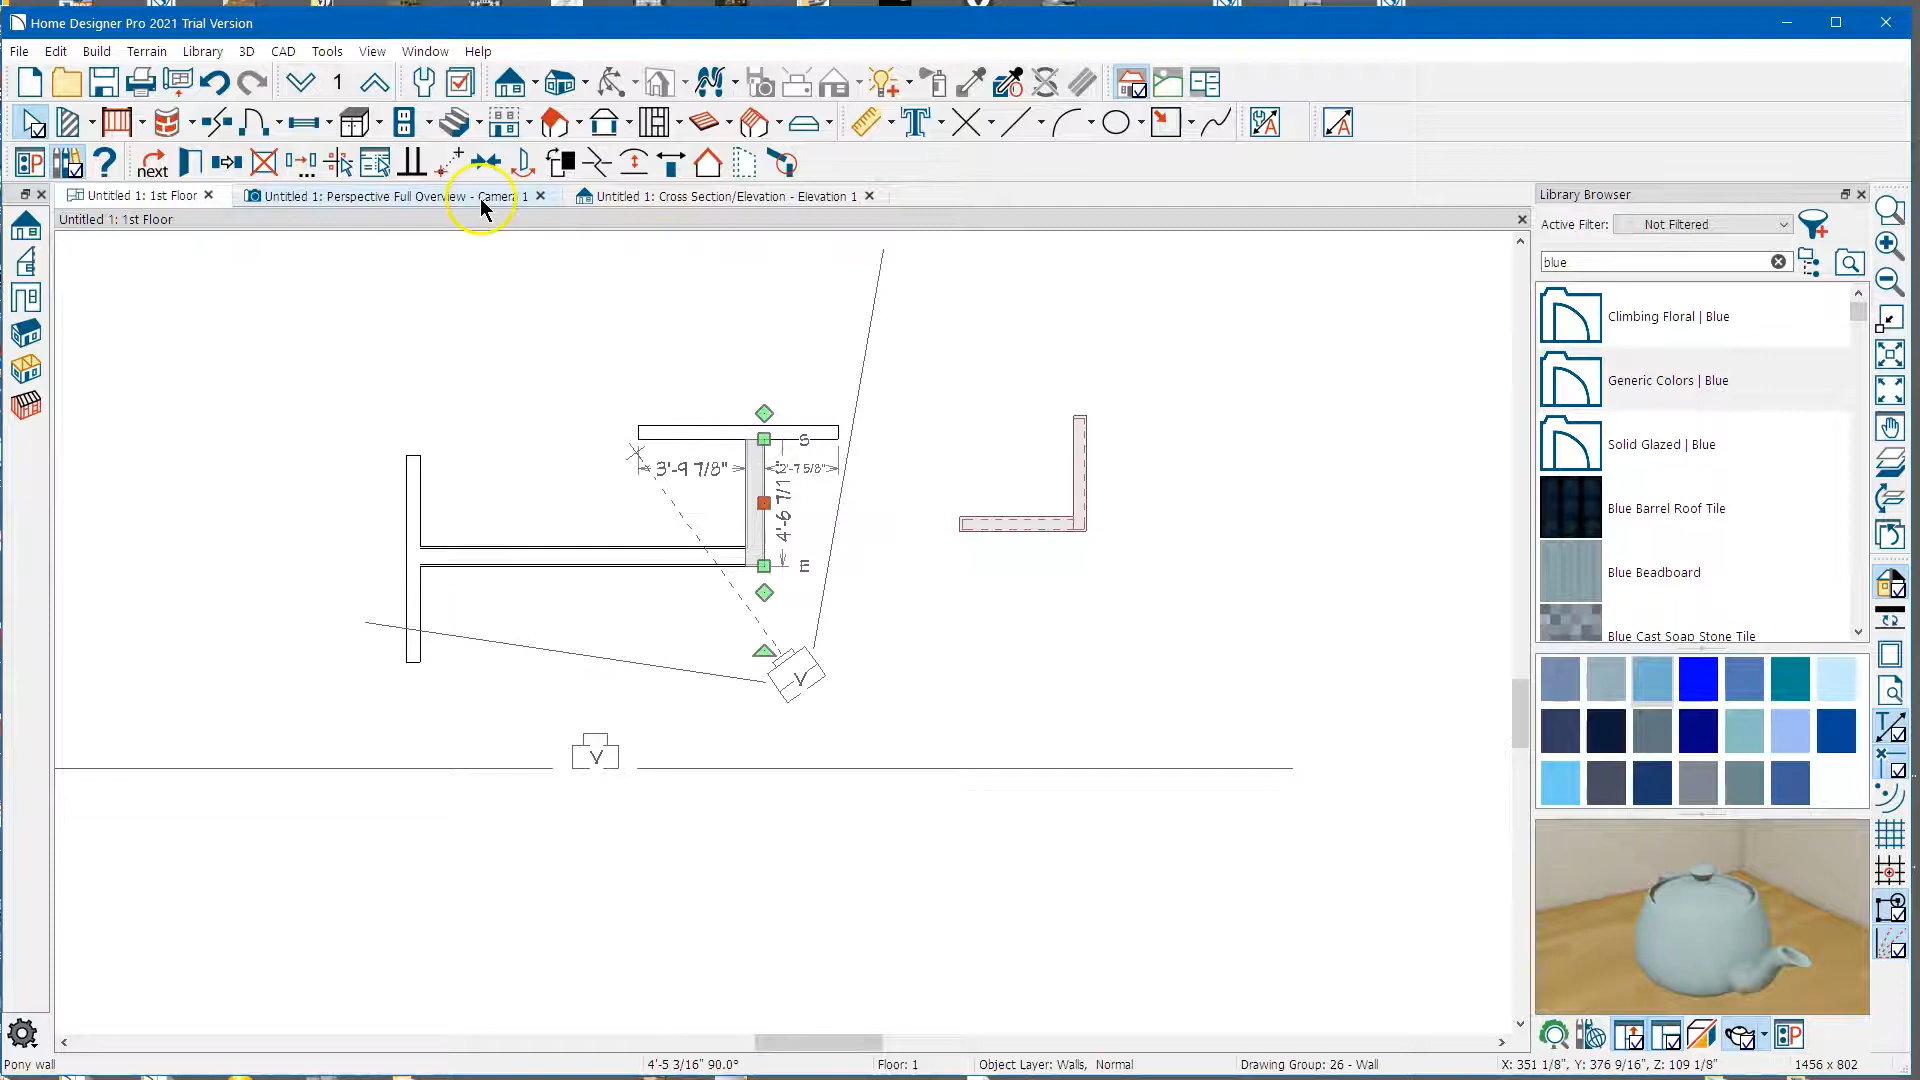 Home Designer Pro 2021 Trial Version
File Edit Build Terrain Library 3D CAD Tools View Window Help
1
next
Untitled 1: 1st Floor
Untitled 1: Perspective Full Overview - Camera 1
Untitled 1: Cross Section/Elevation - Elevation 1
Untitled 1: 1st Floor
Library Browser
Active Filter: Not Filtered
blue
Climbing Floral | Blue
Generic Colors | Blue
Solid Glazed | Blue
Blue Barrel Roof Tile
Blue Beadboard
Blue Cast Soap Stone Tile
S
3'-9 7/8"
2'-7 5/8"
E
V
V
Pony wall
4'-5 3/16" 90.0°
Floor: 1
Object Layer: Walls, Normal
Drawing Group: 26 - Wall
X: 351 1/8", Y: 376 9/16", Z: 109 1/8"
1456 x 802